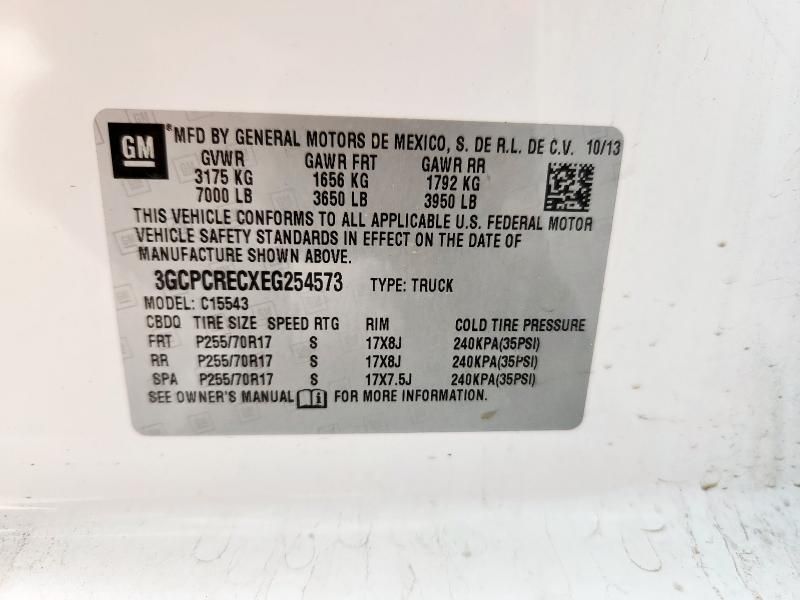 GM ® MFD BY GENERAL MOTORS DE MEXICO, S. DE R.L. DE C.V. 10/13
GVWR GAWR FRT GAWR RR
3175 KG 1656 KG 1792 KG
7000 LB 3650 LB 3950 LB
THIS VEHICLE CONFORMS TO ALL APPLICABLE U.S. FEDERAL MOTOR
VEHICLE SAFETY STANDARDS IN EFFECT ON THE DATE OF
MANUFACTURE SHOWN ABOVE.
3GCPCRECXEG254573 TYPE: TRUCK
MODEL: C15543
CBDQ TIRE SIZE SPEED RTG RIM COLD TIRE PRESSURE
FRT P255/70R17 S 17X8J 240KPA(35PSI)
RR P255/70R17 S 17X8J 240KPA(35PSI)
SPA P255/70R17 S 17X7.5J 240KPA(35PSI)
SEE OWNER'S MANUAL FOR MORE INFORMATION.